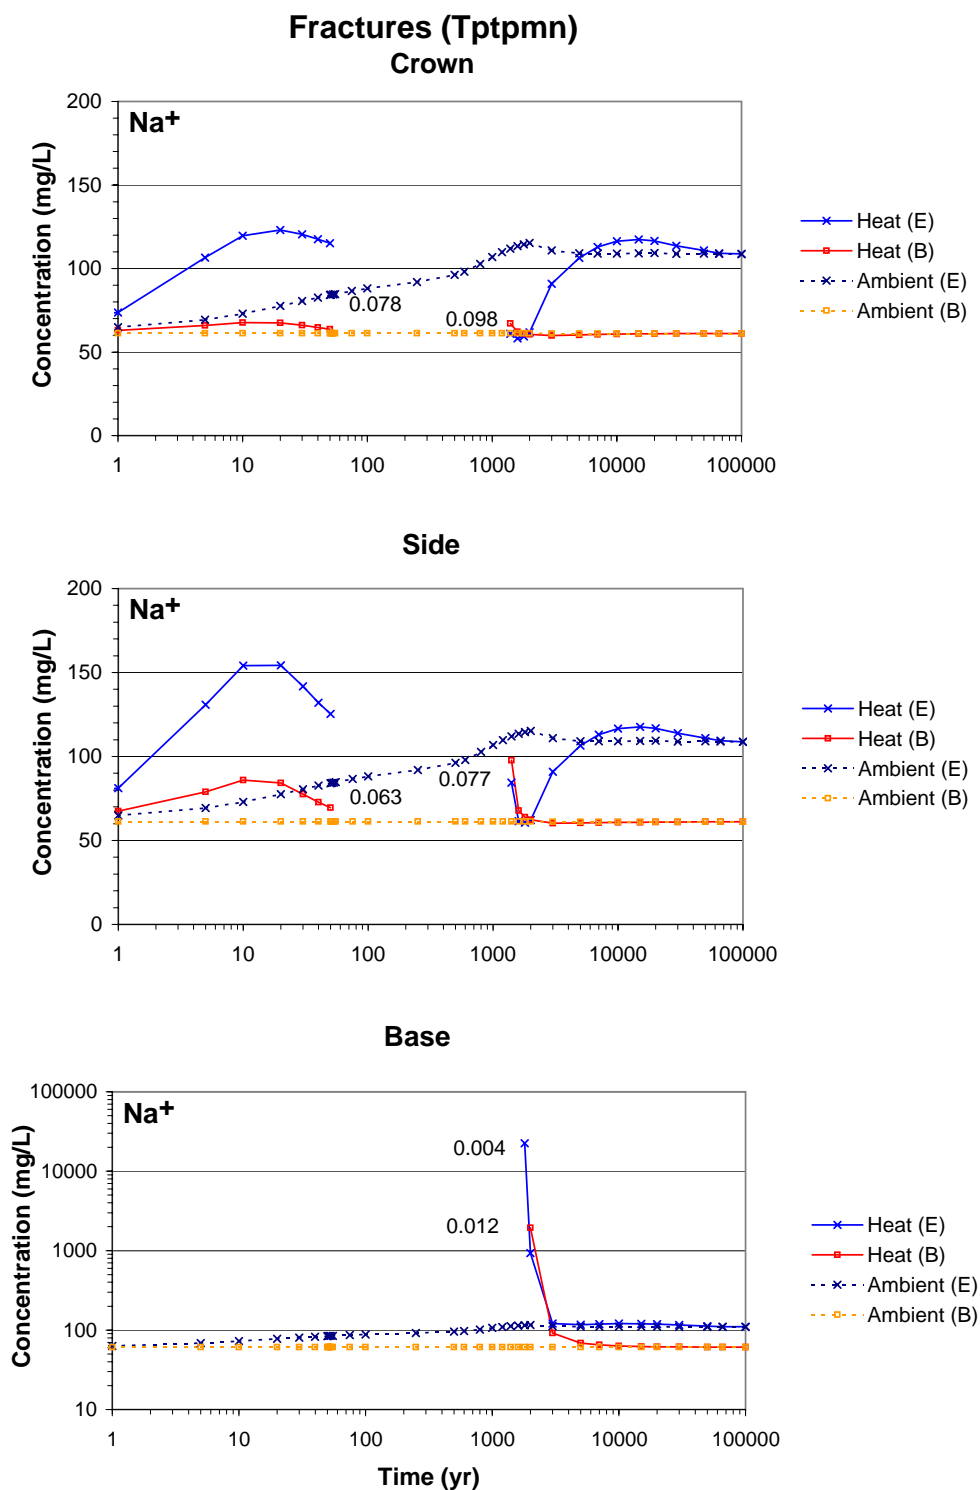 Fractures (Tptpmn)
Crown
Na+
Concentration (mg/L)
200
150
100
50
0
0.078
0.098
1 10 100 1000 10000 100000
Heat (E)
Heat (B)
Ambient (E)
Ambient (B)
Side
Na+
Concentration (mg/L)
200
150
100
50
0
0.063
0.077
1 10 100 1000 10000 100000
Heat (E)
Heat (B)
Ambient (E)
Ambient (B)
Base
Na+
Concentration (mg/L)
100000
10000
1000
100
10
0.004
0.012
1 10 100 1000 10000 100000
Time (yr)
Heat (E)
Heat (B)
Ambient (E)
Ambient (B)